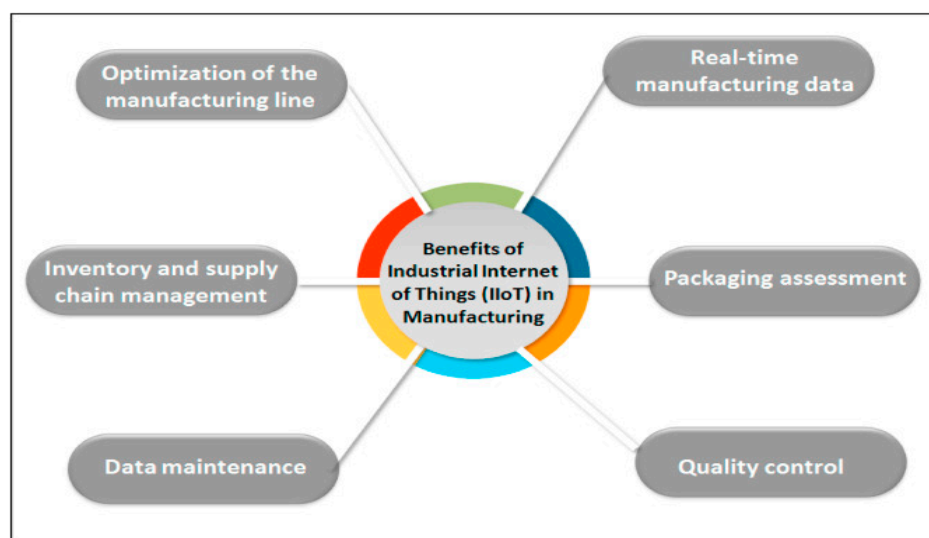 Optimization of the
manufacturing line
Real-time
manufacturing data
Inventory and supply
chain management
Benefits of
Industrial Internet
of Things (IIoT) in
Manufacturing
Packaging assessment
Data maintenance
Quality control